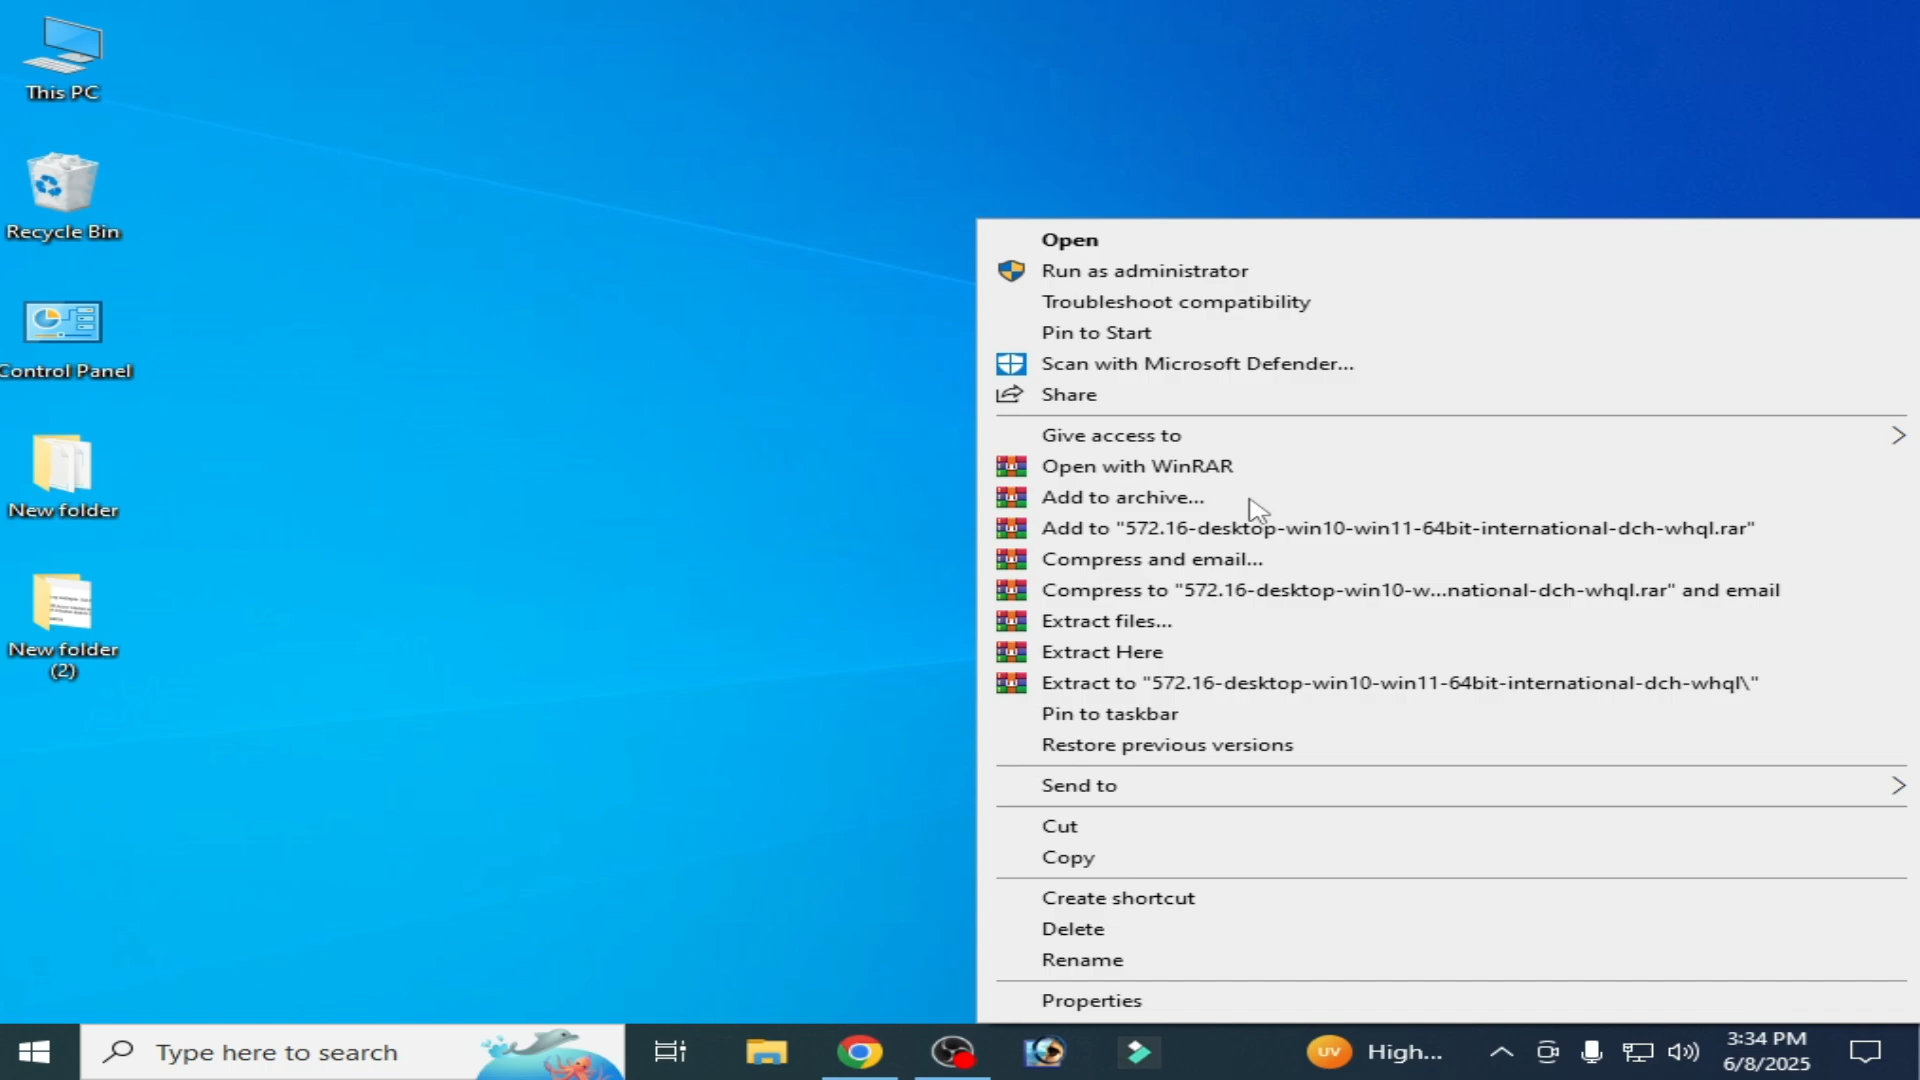 This PC
Recycle Bin
Control Panel
New folder
New folder
(2)
Open
Run as administrator
Troubleshoot compatibility
Pin to Start
Scan with Microsoft Defender...
Share
Give access to
Open with WinRAR
Add to archive...
Add to "572.16-desktop-win10-win11-64bit-international-dch-whql.rar"
Compress and email...
Compress to "572.16-desktop-win10-w...national-dch-whql.rar" and email
Extract files...
Extract Here
Extract to "572.16-desktop-win10-win11-64bit-international-dch-whql\"
Pin to taskbar
Restore previous versions
Send to
Cut
Copy
Create shortcut
Delete
Rename
Properties
Type here to search
UV
High...
3:34 PM
6/8/2025